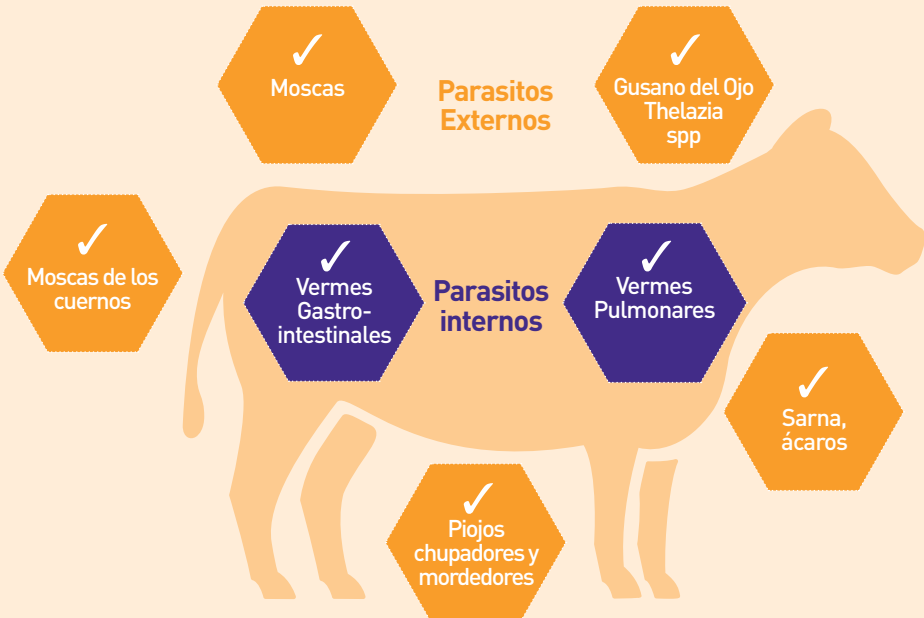 ✓
Moscas
Parasitos
Externos
✓
Gusano del Ojo
Thelazia
spp
✓
Moscas de los
cuernos
✓
Vermes
Gastro-
intestinales
Parasitos
internos
✓
Vermes
Pulmonares
✓
Sarna,
ácaros
✓
Piojos
chupadores y
mordedores